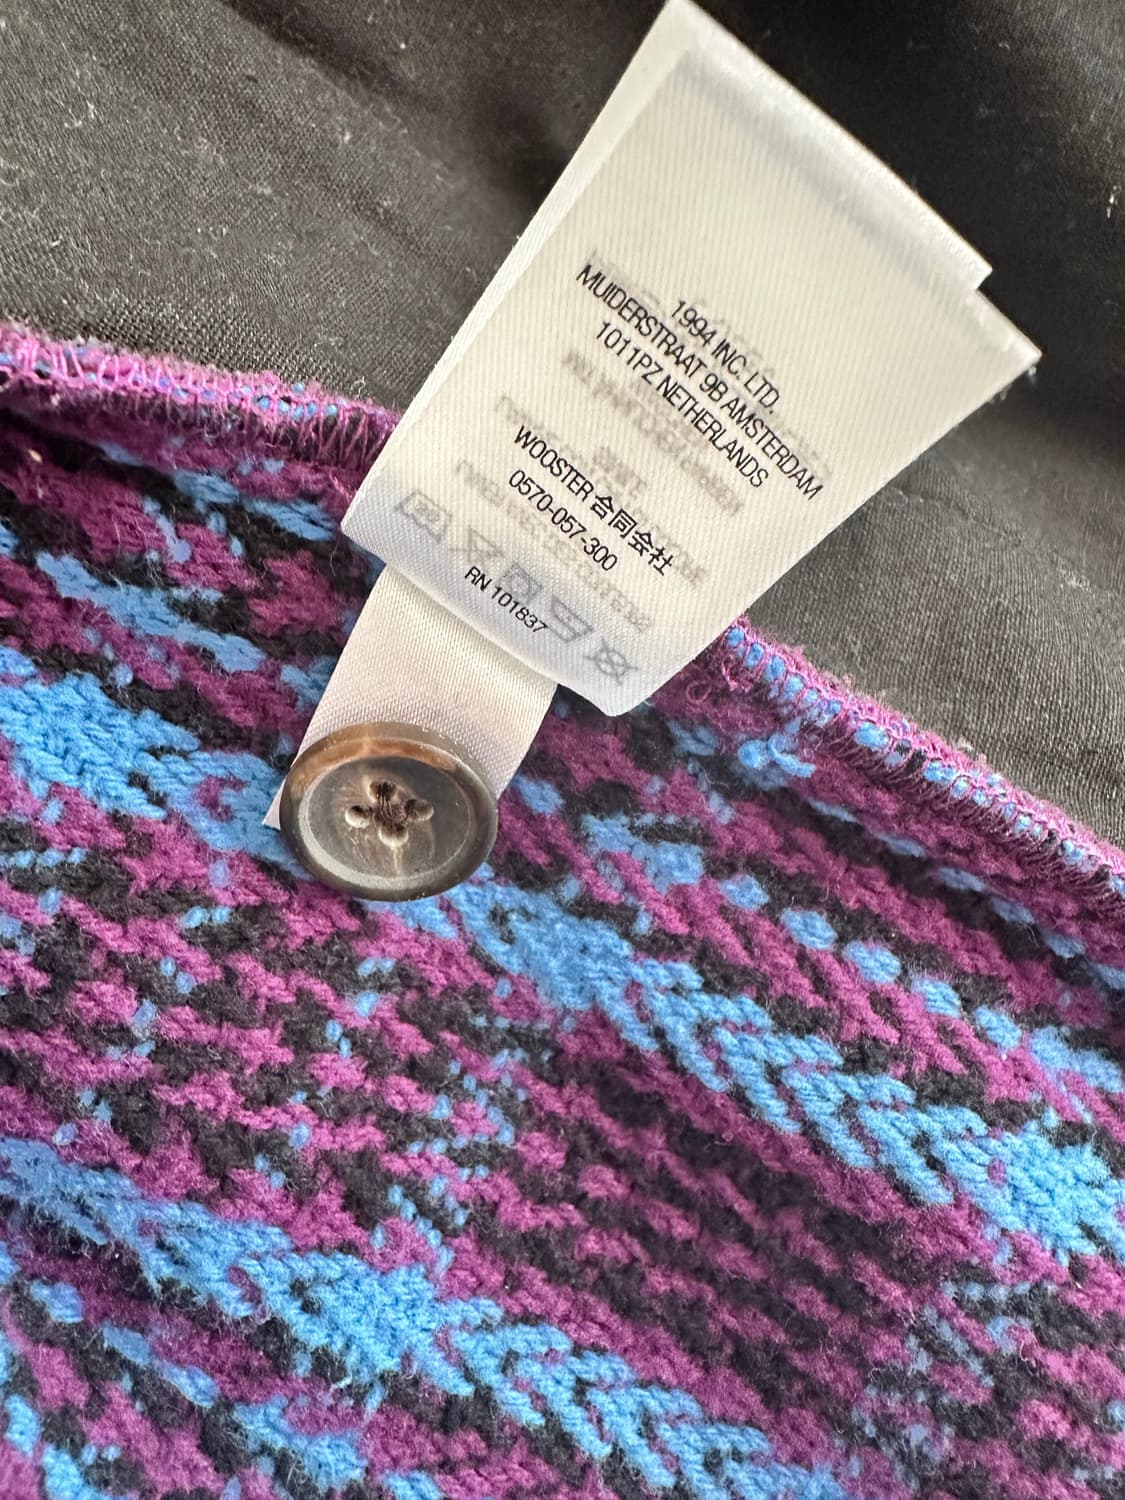 1994 INC. LTD.
MUIDERSTRAAT 9B AMSTERDAM
1011PZ NETHERLANDS
WOOSTER 合同会社
0570-057-300
RN 101837